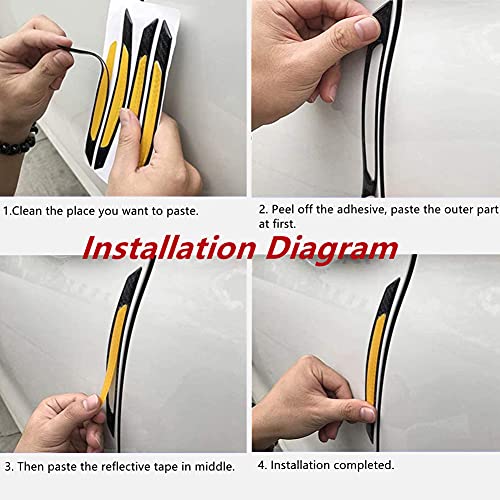 1.Clean the place you want to paste.
2. Peel off the adhesive, paste the outer part
at first.
Installation Diagram
3. Then paste the reflective tape in middle.
4. Installation completed.